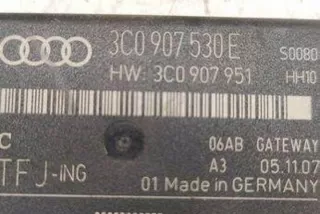 3C0 907 530 E S0080
HW: 3C0 907 951 HH10
C 06AB GATEWAY
TFJ-ING A3 05.11.07
01 Made in GERMANY